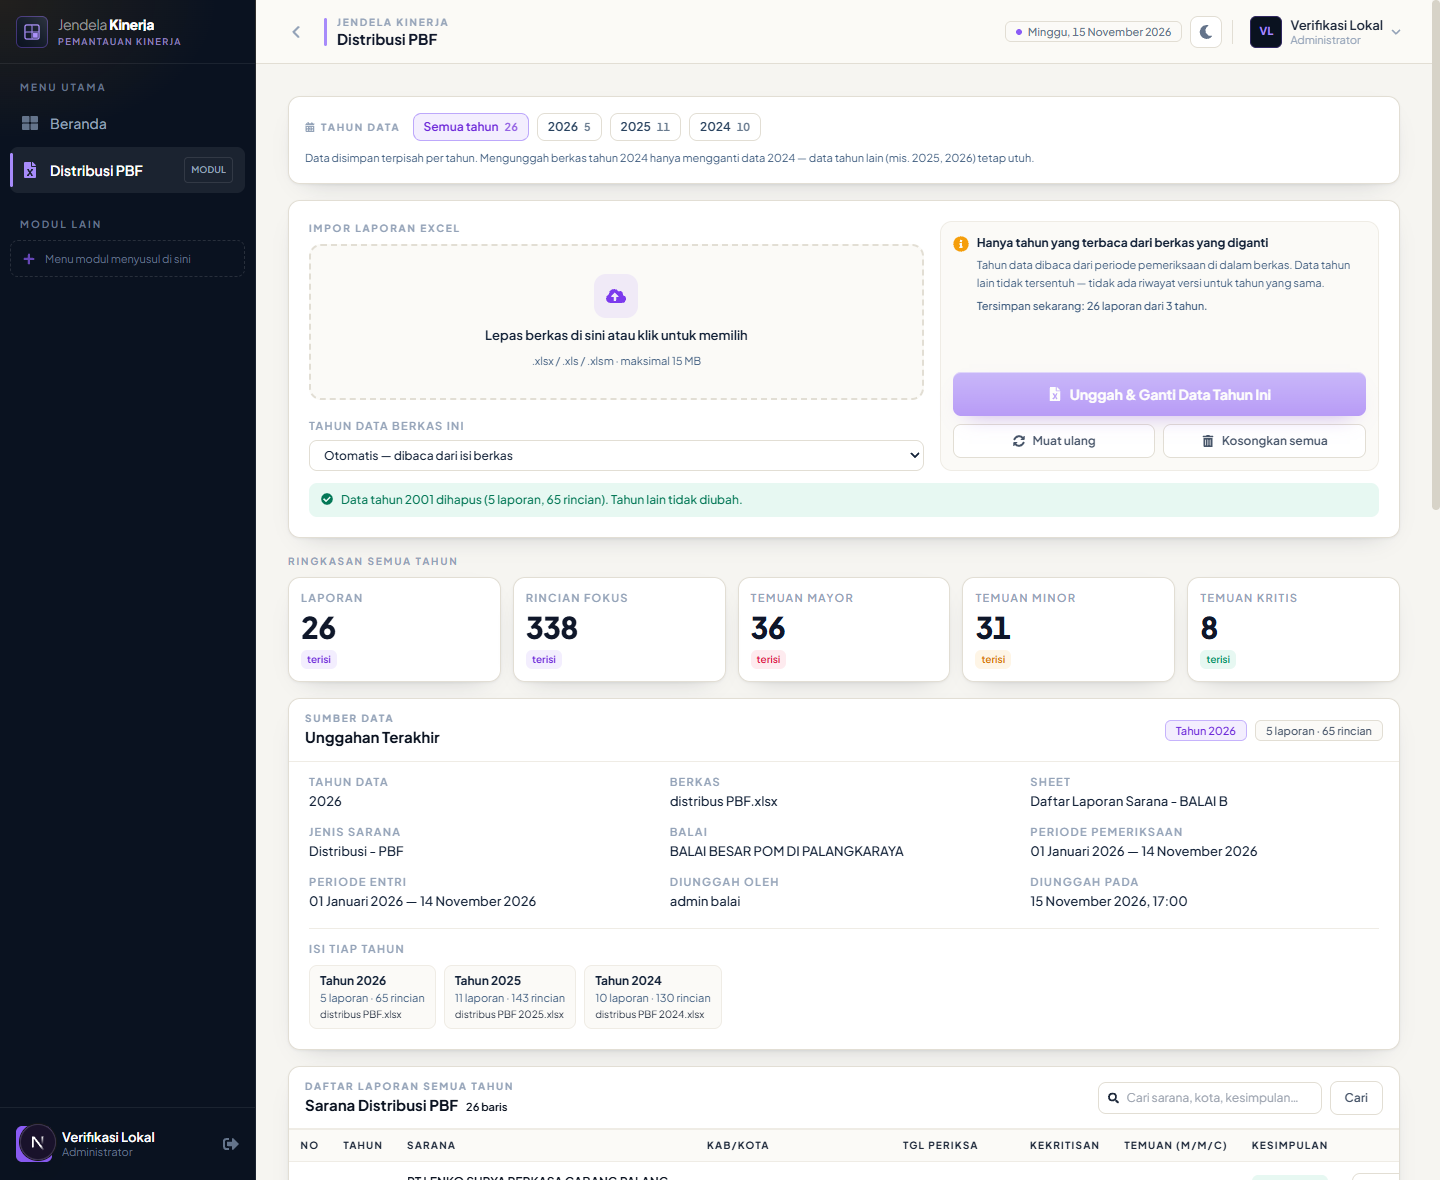 Jendela Kinerja
PEMANTAUAN KINERJA
MENU UTAMA
Beranda
Distribusi PBF
MODUL
MODUL LAIN
Menu modul menyusul di sini
JENDELA KINERJA
Distribusi PBF
Minggu, 15 November 2026
VL
Verifikasi Lokal
Administrator
TAHUN DATA
Semua tahun 26
2026 5
2025 11
2024 10
Data disimpan terpisah per tahun. Mengunggah berkas tahun 2024 hanya mengganti data 2024 — data tahun lain (mis. 2025, 2026) tetap utuh.
IMPOR LAPORAN EXCEL
Lepas berkas di sini atau klik untuk memilih
.xlsx / .xls / .xlsm · maksimal 15 MB
TAHUN DATA BERKAS INI
Otomatis — dibaca dari isi berkas
Hanya tahun yang terbaca dari berkas yang diganti
Tahun data dibaca dari periode pemeriksaan di dalam berkas. Data tahun
lain tidak tersentuh — tidak ada riwayat versi untuk tahun yang sama.
Tersimpan sekarang: 26 laporan dari 3 tahun.
Unggah & Ganti Data Tahun Ini
Muat ulang
Kosongkan semua
Data tahun 2001 dihapus (5 laporan, 65 rincian). Tahun lain tidak diubah.
RINGKASAN SEMUA TAHUN
LAPORAN
26
terisi
RINCIAN FOKUS
338
terisi
TEMUAN MAYOR
36
terisi
TEMUAN MINOR
31
terisi
TEMUAN KRITIS
8
terisi
SUMBER DATA
Unggahan Terakhir
Tahun 2026
5 laporan · 65 rincian
TAHUN DATA
2026
BERKAS
distribus PBF.xlsx
SHEET
Daftar Laporan Sarana - BALAI B
JENIS SARANA
Distribusi - PBF
BALAI
BALAI BESAR POM DI PALANGKARAYA
PERIODE PEMERIKSAAN
01 Januari 2026 — 14 November 2026
PERIODE ENTRI
01 Januari 2026 — 14 November 2026
DIUNGGAH OLEH
admin balai
DIUNGGAH PADA
15 November 2026, 17:00
ISI TIAP TAHUN
Tahun 2026
5 laporan · 65 rincian
distribus PBF.xlsx
Tahun 2025
11 laporan · 143 rincian
distribus PBF 2025.xlsx
Tahun 2024
10 laporan · 130 rincian
distribus PBF 2024.xlsx
DAFTAR LAPORAN SEMUA TAHUN
Sarana Distribusi PBF 26 baris
Cari sarana, kota, kesimpulan...
Cari
NO TAHUN SARANA KAB/KOTA TGL PERIKSA KEKRITISAN TEMUAN (M/M/C) KESIMPULAN
N
Verifikasi Lokal
Administrator